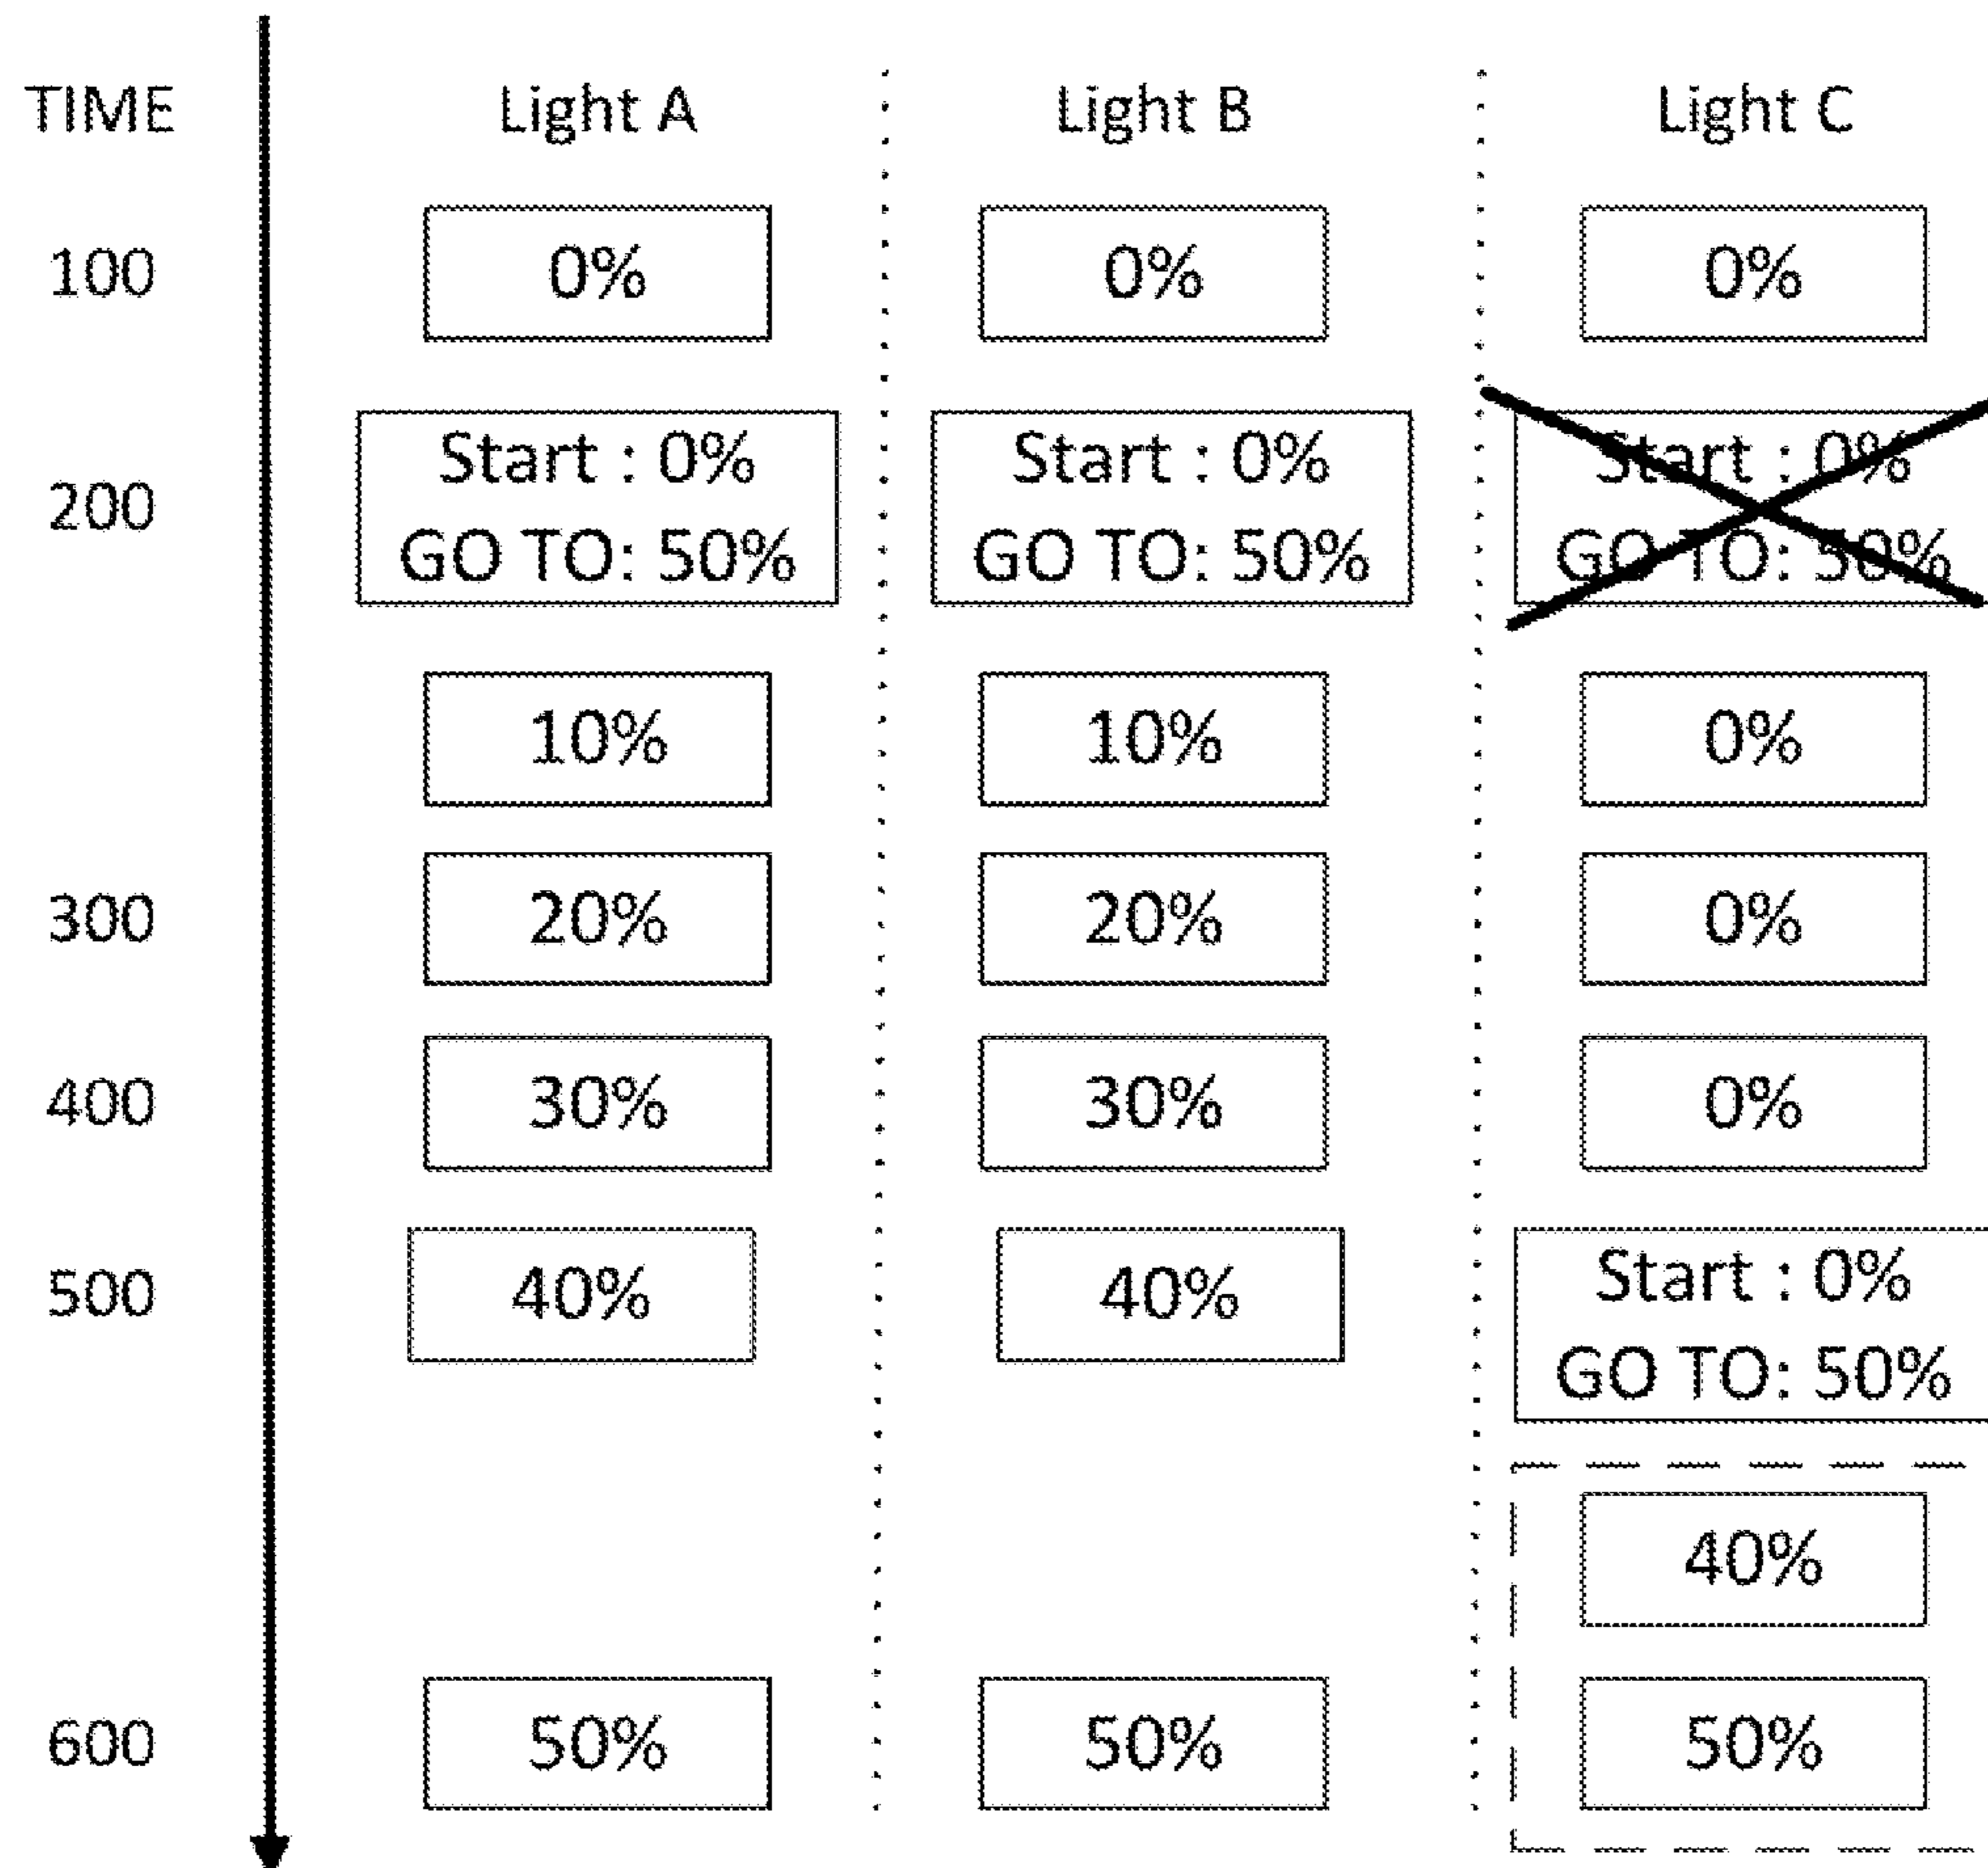 TIME Light A Light B Light C
100 0% 0% 0%
Start : 0% Start : 0% Start : 0%
200
GO TO: 50% GO TO: 50% GO TO: 50%
10% 10% 0%
300 20% 20% 0%
400 30% 30% 0%
500 40% 40% Start : 0%
GO TO: 50%
40%
600 50% 50% 50%